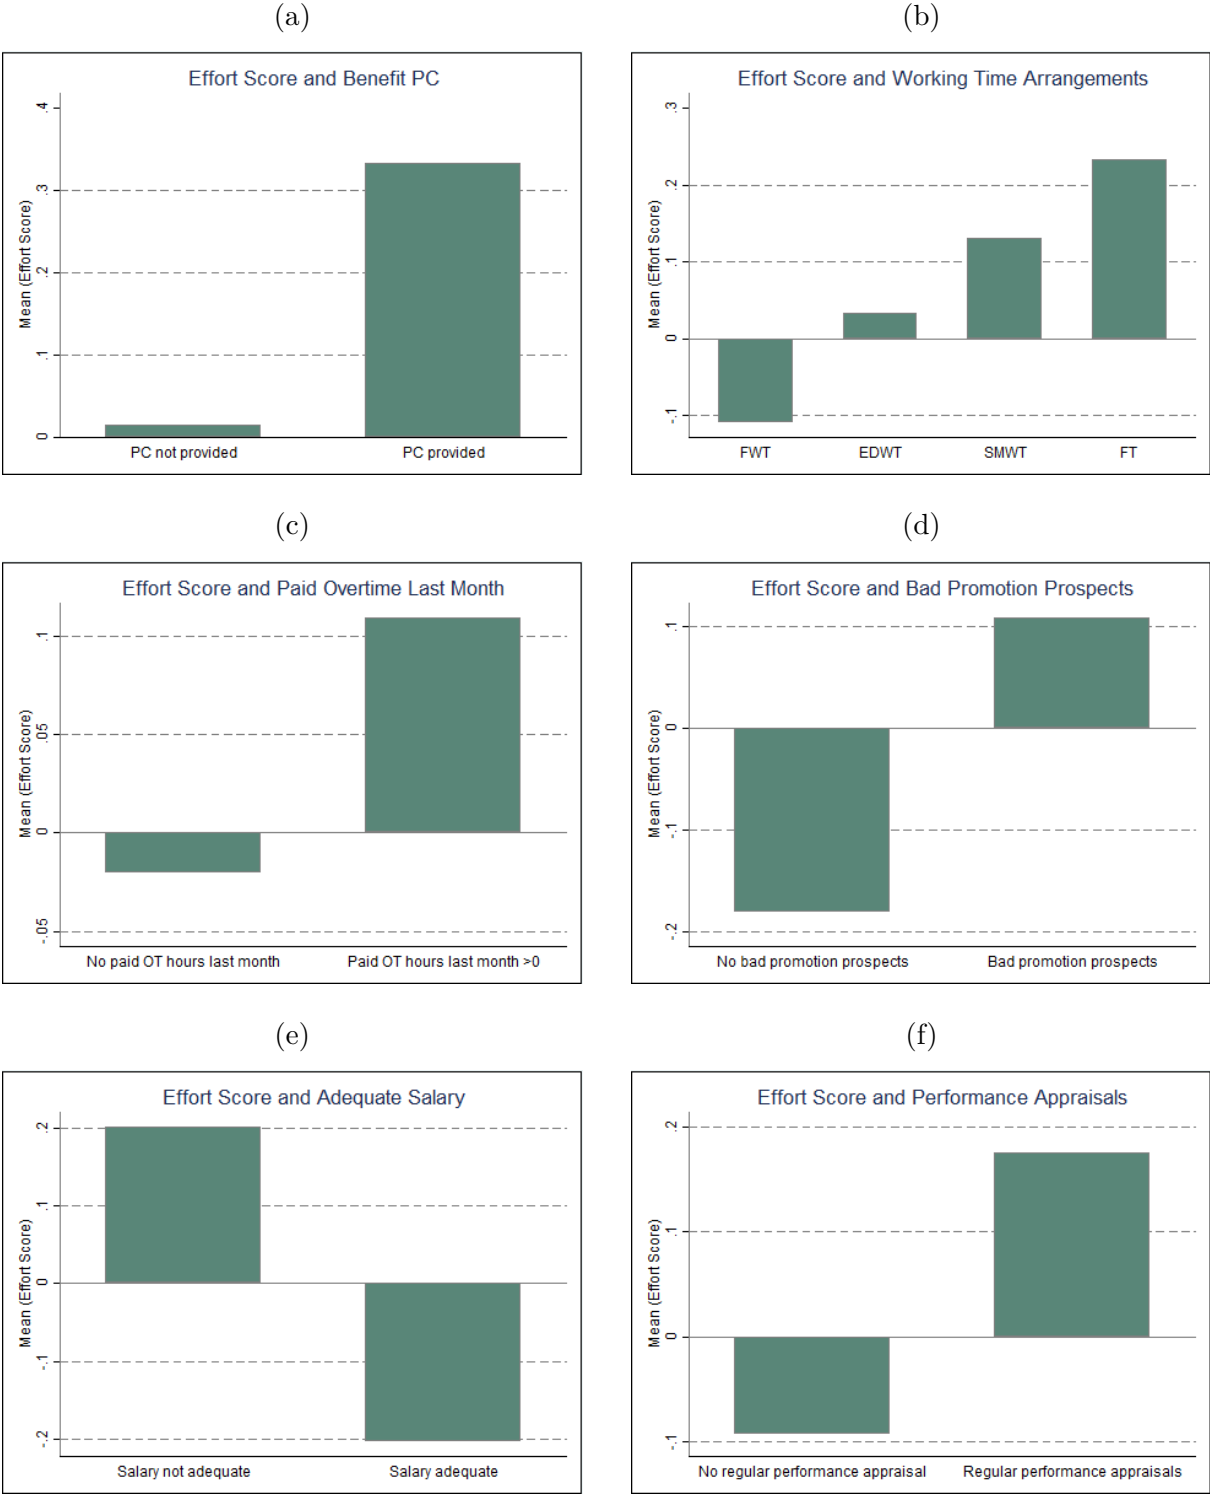 (a)
Effort Score and Benefit PC
Mean (Effort Score)
.4
.3
.2
.1
0
PC not provided
PC provided
(b)
Effort Score and Working Time Arrangements
Mean (Effort Score)
.3
.2
.1
0
-.1
FWT
EDWT
SMWT
FT
(c)
Effort Score and Paid Overtime Last Month
Mean (Effort Score)
.1
.05
0
-.05
No paid OT hours last month
Paid OT hours last month >0
(d)
Effort Score and Bad Promotion Prospects
Mean (Effort Score)
.1
0
-.1
-.2
No bad promotion prospects
Bad promotion prospects
(e)
Effort Score and Adequate Salary
Mean (Effort Score)
.2
.1
0
-.1
-.2
Salary not adequate
Salary adequate
(f)
Effort Score and Performance Appraisals
Mean (Effort Score)
.2
.1
0
-.1
No regular performance appraisal
Regular performance appraisals